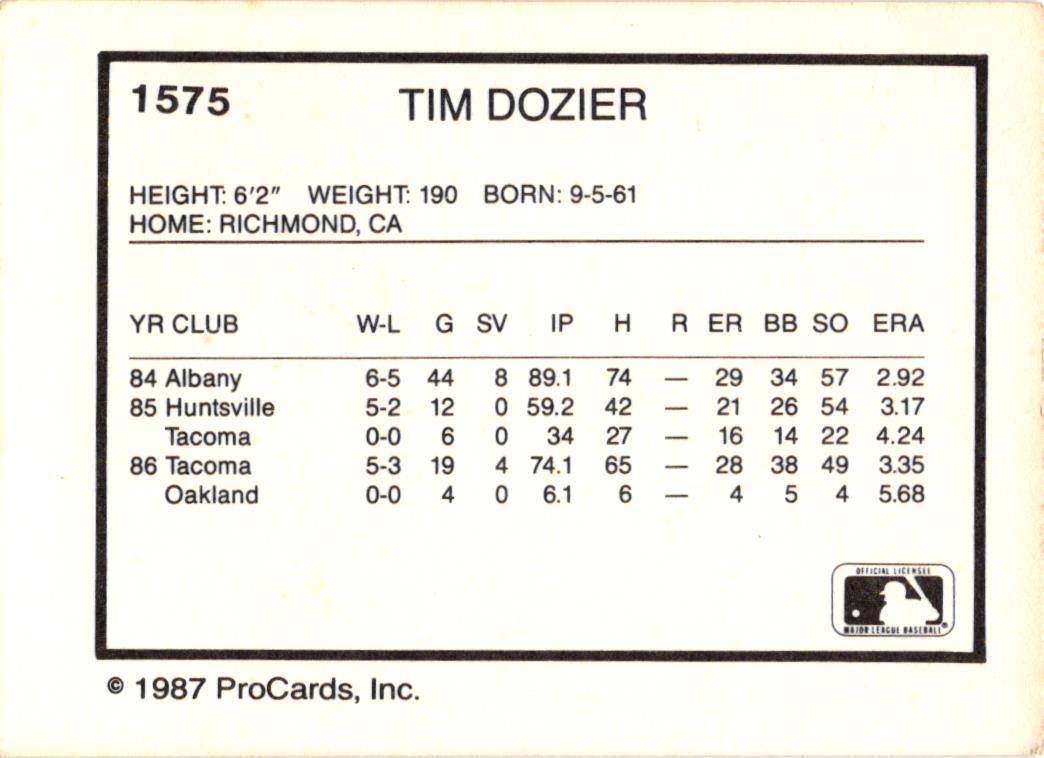 1575 TIM DOZIER
HEIGHT: 6'2" WEIGHT: 190 BORN: 9-5-61
HOME: RICHMOND, CA
YR CLUB W-L G SV IP H R ER BB SO ERA
84 Albany 6-5 44 8 89.1 74 — 29 34 57 2.92
85 Huntsville 5-2 12 0 59.2 42 — 21 26 54 3.17
Tacoma 0-0 6 0 34 27 — 16 14 22 4.24
86 Tacoma 5-3 19 4 74.1 65 — 28 38 49 3.35
Oakland 0-0 4 0 6.1 6 — 4 5 4 5.68
OFFICIAL LICENSEE
MAJOR LEAGUE BASEBALL®
© 1987 ProCards, Inc.